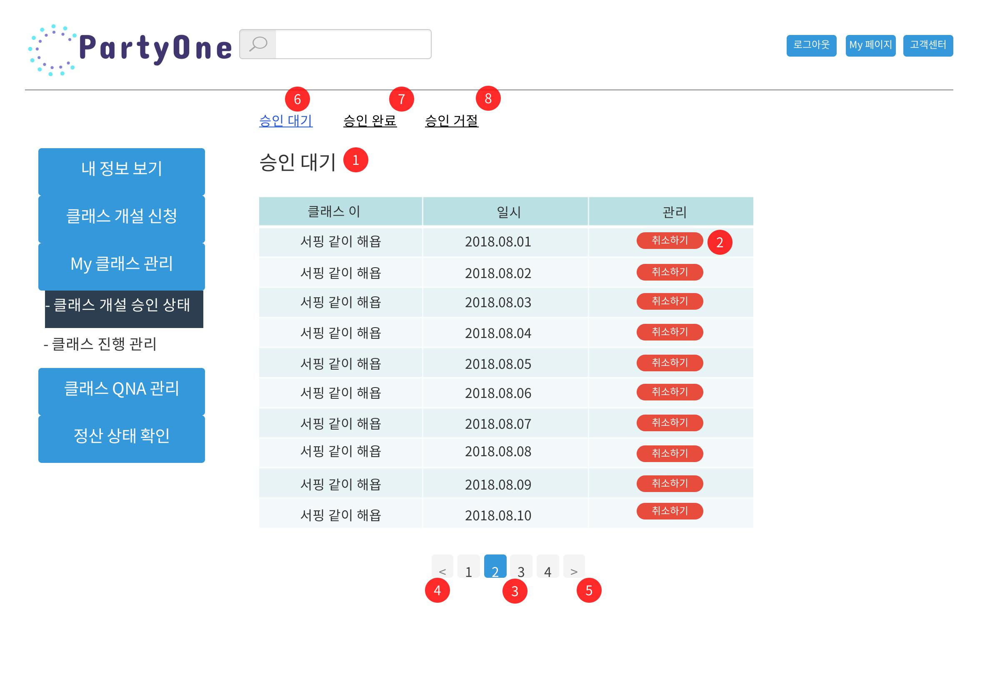 PartyOne
로그아웃 My 페이지 고객센터
6 7 8
승인 대기 승인 완료 승인 거절
승인 대기 1
내 정보 보기
클래스 개설 신청
My 클래스 관리
- 클래스 개설 승인 상태
- 클래스 진행 관리
클래스 QNA 관리
정산 상태 확인
클래스 이 일시 관리
서핑 같이 해욥 2018.08.01 취소하기 2
서핑 같이 해욥 2018.08.02 취소하기
서핑 같이 해욥 2018.08.03 취소하기
서핑 같이 해욥 2018.08.04 취소하기
서핑 같이 해욥 2018.08.05 취소하기
서핑 같이 해욥 2018.08.06 취소하기
서핑 같이 해욥 2018.08.07 취소하기
서핑 같이 해욥 2018.08.08 취소하기
서핑 같이 해욥 2018.08.09 취소하기
서핑 같이 해욥 2018.08.10 취소하기
< 1 2 3 4 >
4 3 5